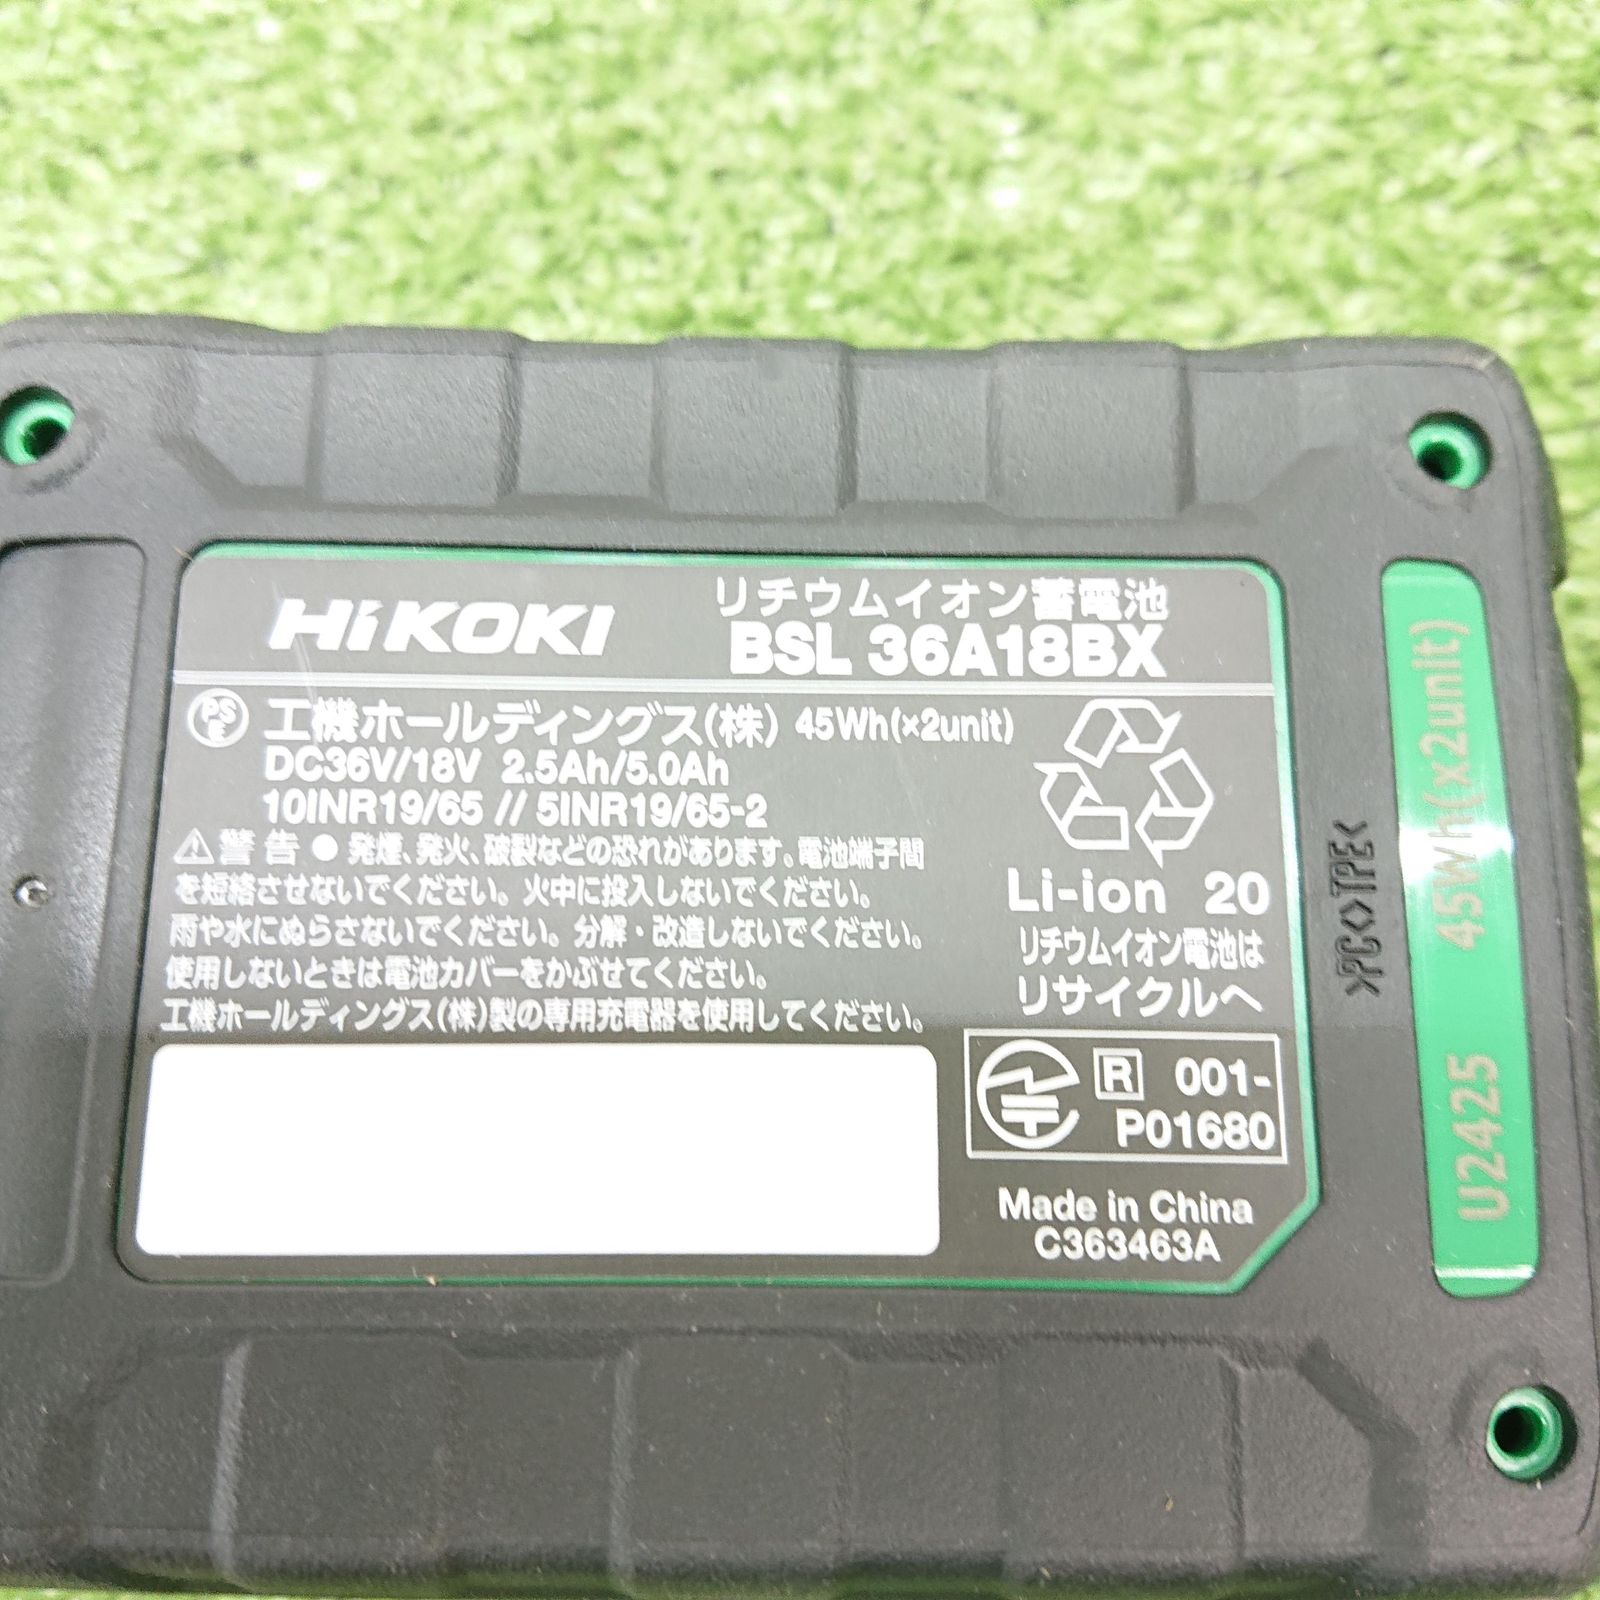 HiKOKI
リチウムイオン蓄電池
BSL 36A18BX
PSE
工機ホールディングス(株) 45Wh(×2unit)
DC36V/18V 2.5Ah/5.0Ah
10INR19/65 // 5INR19/65-2
⚠警告 ● 発煙、発火、破裂などの恐れがあります。電池端子間
を短絡させないでください。火中に投入しないでください。
雨や水にぬらさないでください。分解・改造しないでください。
使用しないときは電池カバーをかぶせてください。
工機ホールディングス(株)製の専用充電器を使用してください。
Li-ion 20
リチウムイオン電池は
リサイクルへ
R 001-
P01680
Made in China
C363463A
>PC<>TPE<
U2425 45Wh(x2unit)